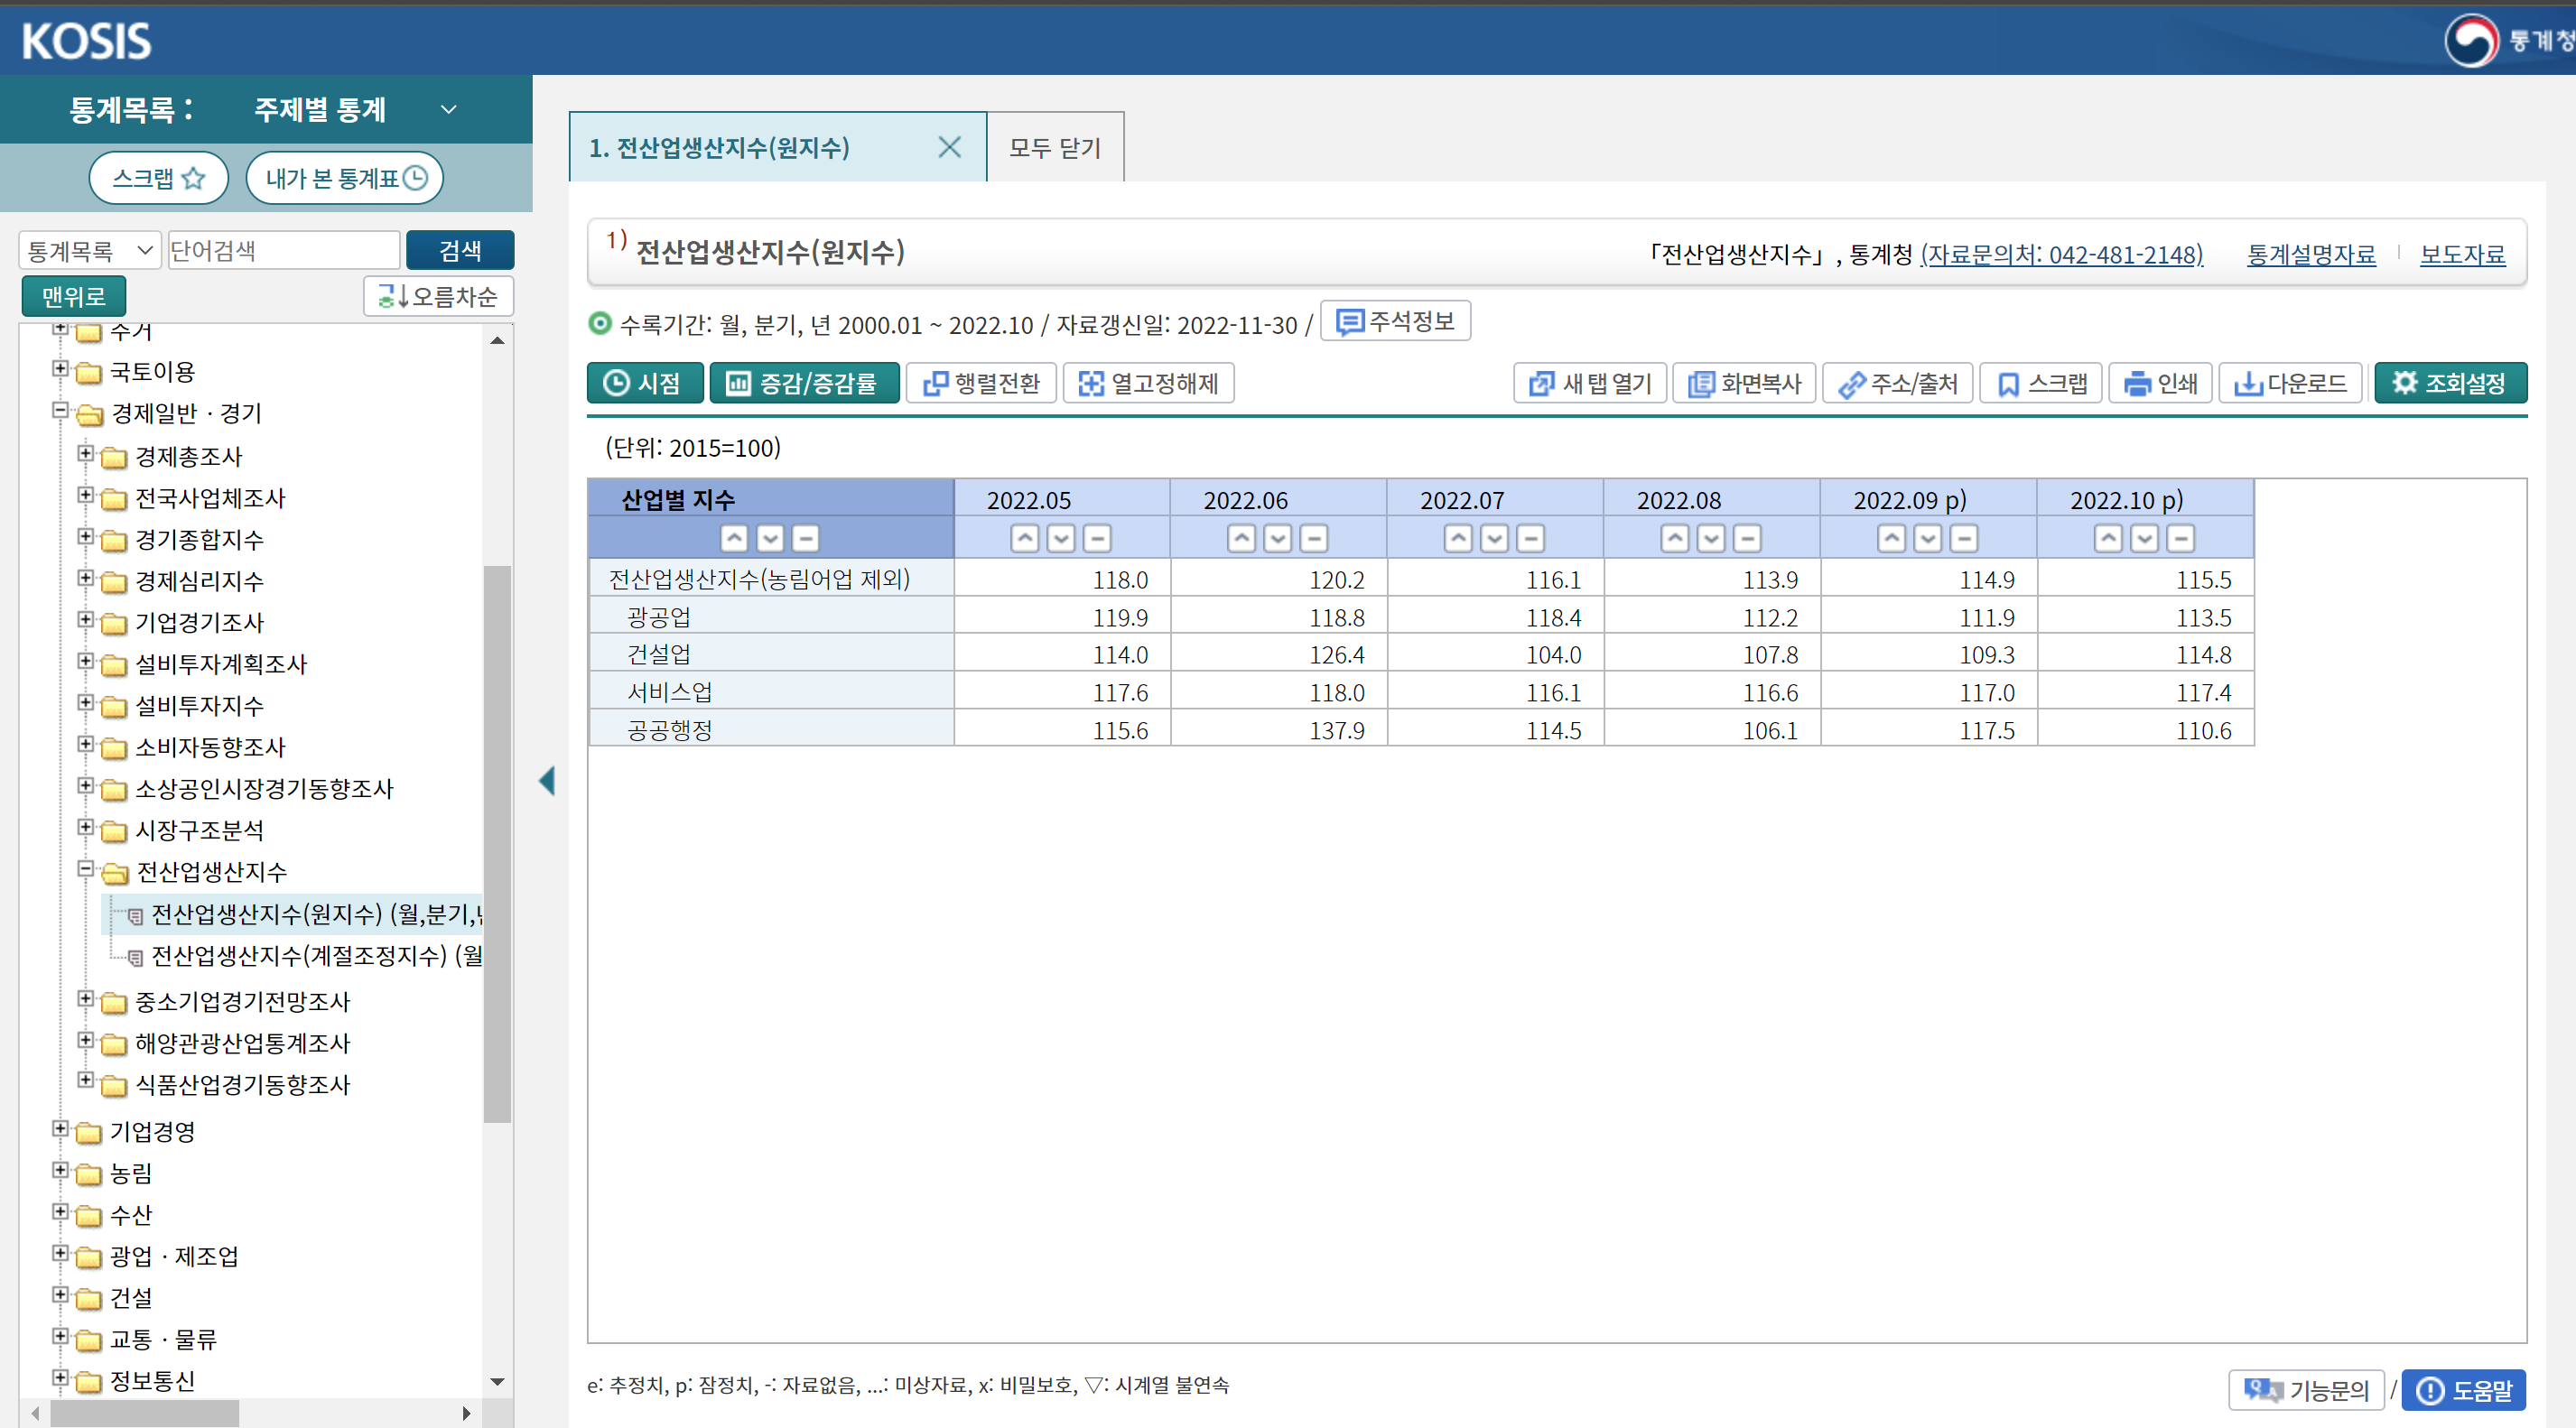 KOSIS
통계청
통계목록 : 주제별 통계
스크랩 내가 본 통계표
통계목록 단어검색 검색
맨위로 오름차순
주거
국토이용
경제일반 · 경기
경제총조사
전국사업체조사
경기종합지수
경제심리지수
기업경기조사
설비투자계획조사
설비투자지수
소비자동향조사
소상공인시장경기동향조사
시장구조분석
전산업생산지수
전산업생산지수(원지수) (월,분기,년
전산업생산지수(계절조정지수) (월
중소기업경기전망조사
해양관광산업통계조사
식품산업경기동향조사
기업경영
농림
수산
광업 · 제조업
건설
교통 · 물류
정보통신
1. 전산업생산지수(원지수) 모두 닫기
1) 전산업생산지수(원지수) 「전산업생산지수」, 통계청 (자료문의처: 042-481-2148) 통계설명자료 보도자료
수록기간: 월, 분기, 년 2000.01 ~ 2022.10 / 자료갱신일: 2022-11-30 / 주석정보
시점 증감/증감률 행렬전환 열고정해제 새 탭 열기 화면복사 주소/출처 스크랩 인쇄 다운로드 조회설정
(단위: 2015=100)
산업별 지수 2022.05 2022.06 2022.07 2022.08 2022.09 p) 2022.10 p)
전산업생산지수(농림어업 제외) 118.0 120.2 116.1 113.9 114.9 115.5
광공업 119.9 118.8 118.4 112.2 111.9 113.5
건설업 114.0 126.4 104.0 107.8 109.3 114.8
서비스업 117.6 118.0 116.1 116.6 117.0 117.4
공공행정 115.6 137.9 114.5 106.1 117.5 110.6
e: 추정치, p: 잠정치, -: 자료없음, ...: 미상자료, x: 비밀보호, ▽: 시계열 불연속
기능문의 / 도움말